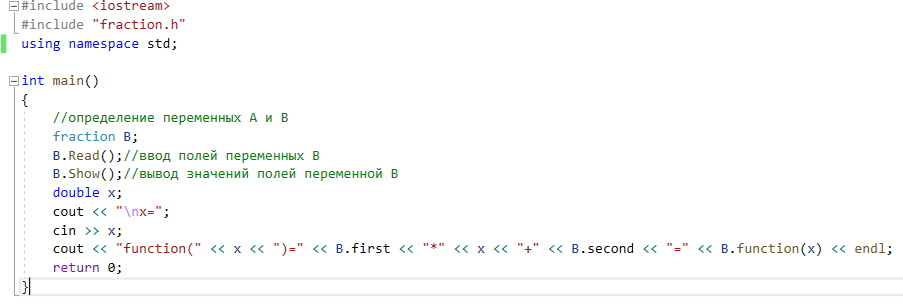 #include <iostream>
#include "fraction.h"
using namespace std;
int main()
{
//определение переменных A и B
fraction B;
B.Read();//ввод полей переменных B
B.Show();//вывод значений полей переменной B
double x;
cout << "\nx=";
cin >> x;
cout << "function(" << x << ")=" << B.first << "*" << x << "+" << B.second << "=" << B.function(x) << endl;
return 0;
}